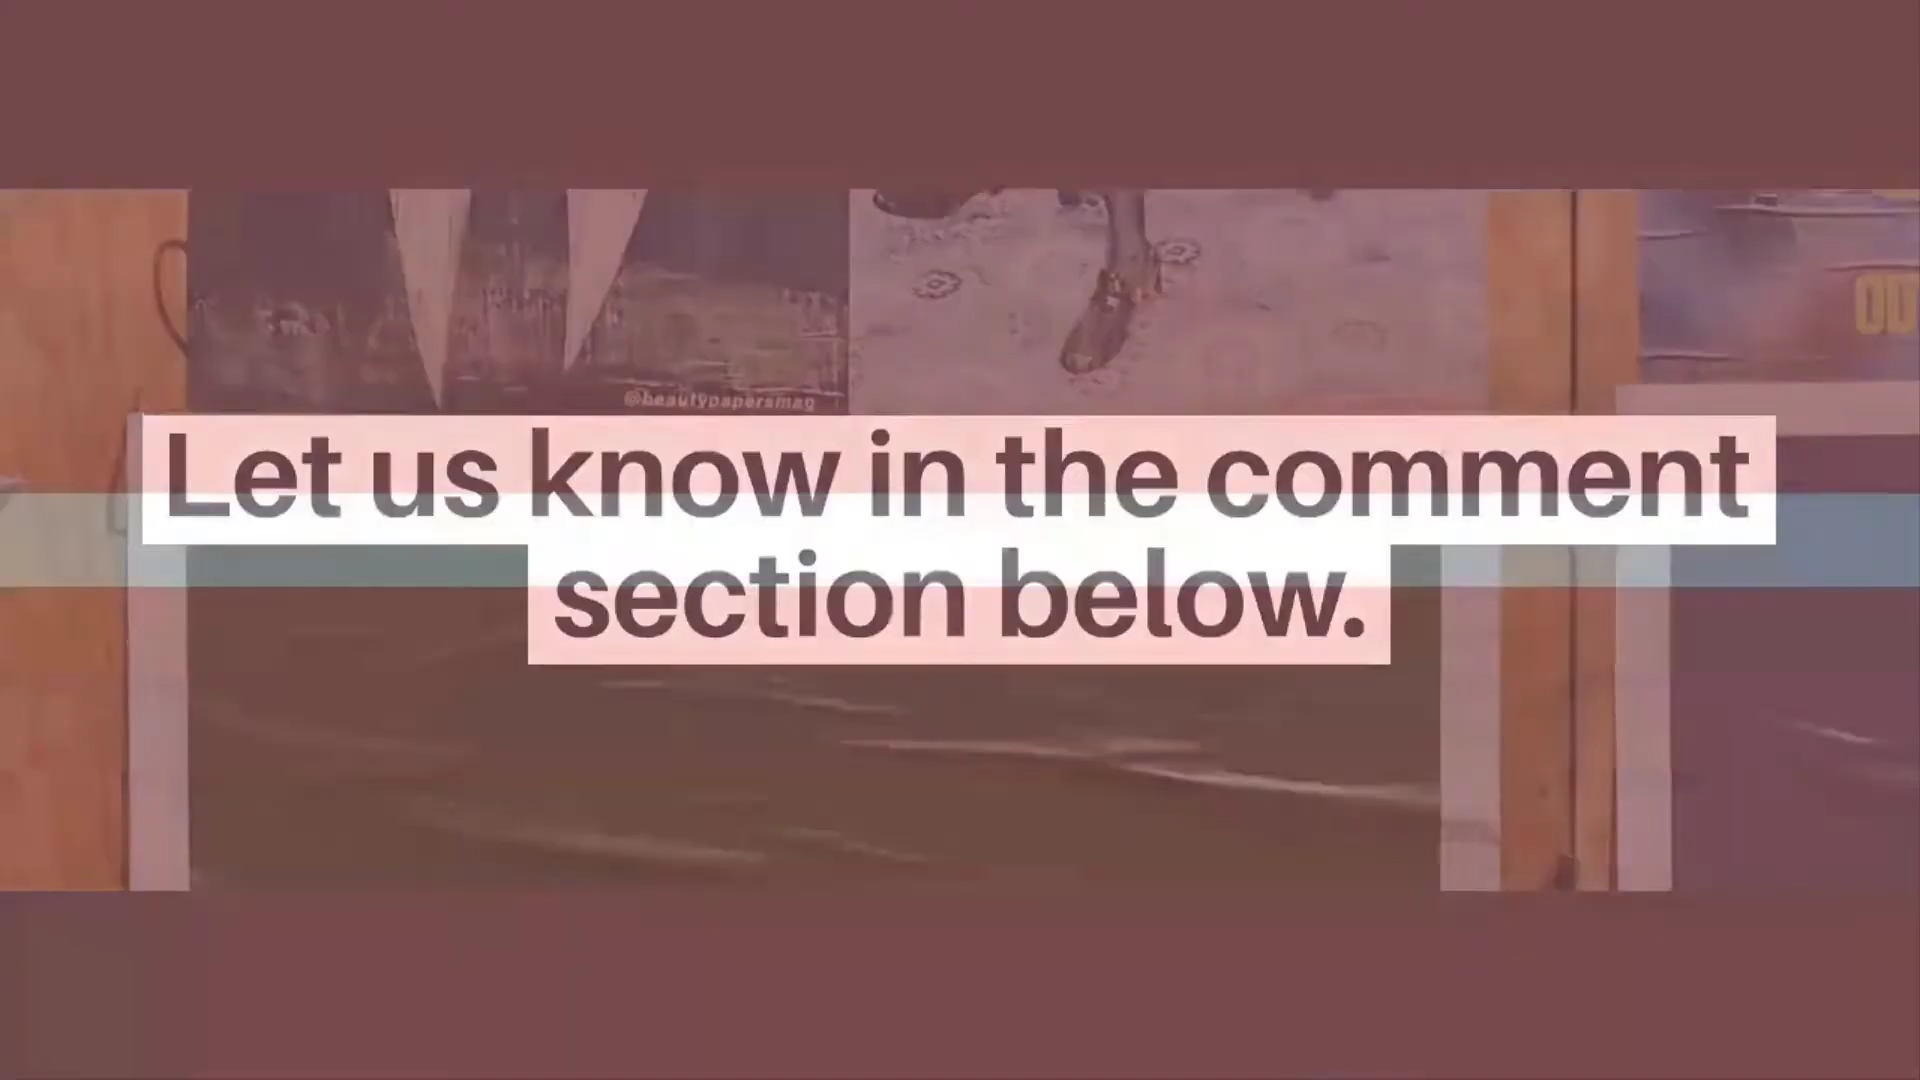 @beautypapersmag
Let us know in the comment
section below.